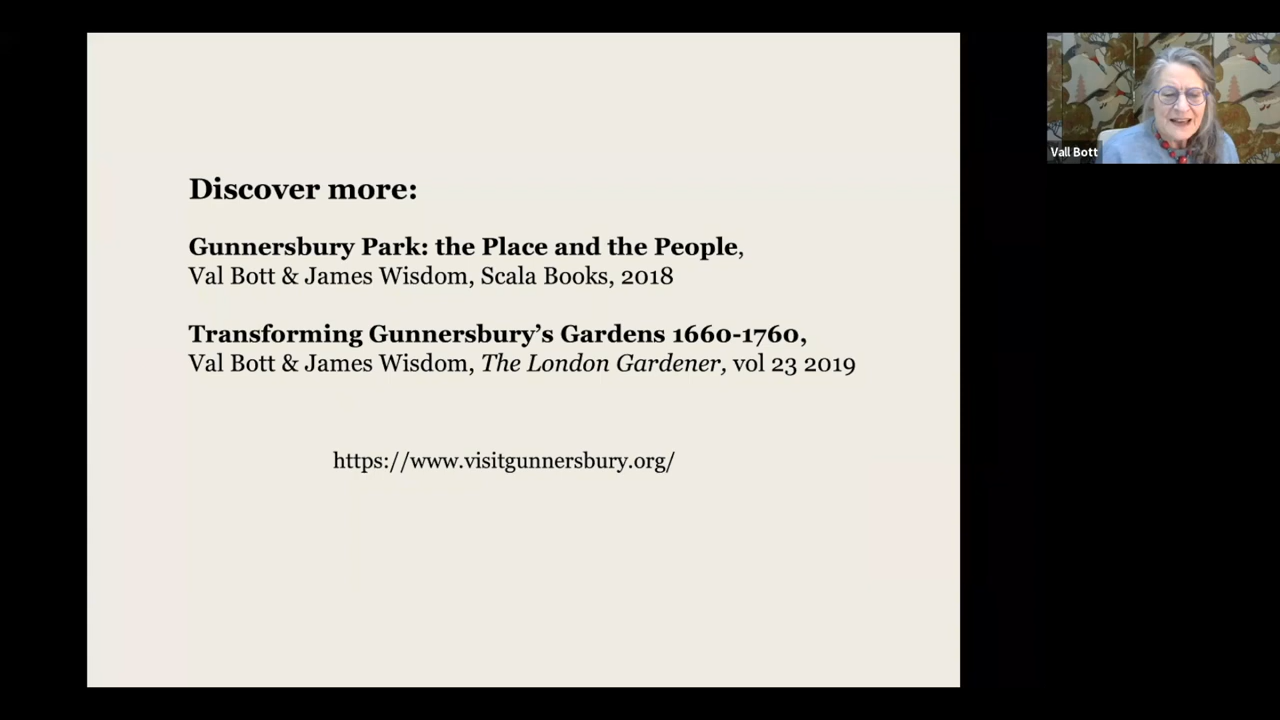 Discover more:
Gunnersbury Park: the Place and the People,
Val Bott & James Wisdom, Scala Books, 2018
Transforming Gunnersbury’s Gardens 1660-1760,
Val Bott & James Wisdom, The London Gardener, vol 23 2019
https://www.visitgunnersbury.org/
Vall Bott